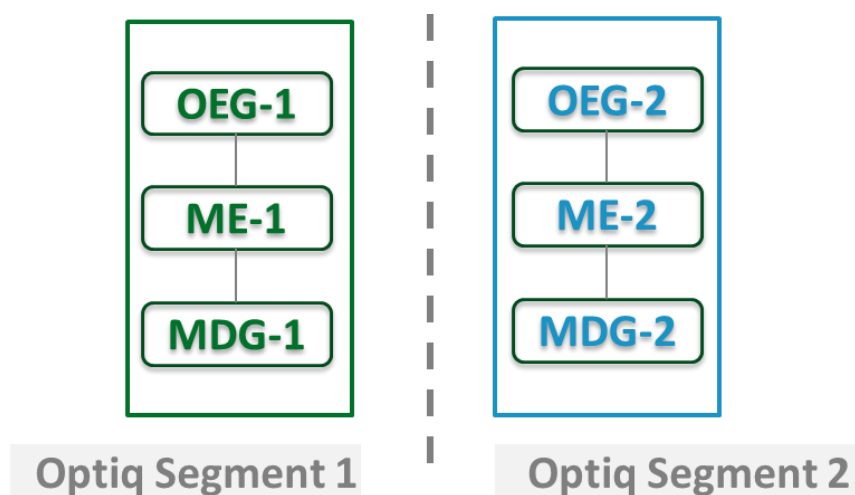 OEG-1
ME-1
MDG-1
Optiq Segment 1
OEG-2
ME-2
MDG-2
Optiq Segment 2